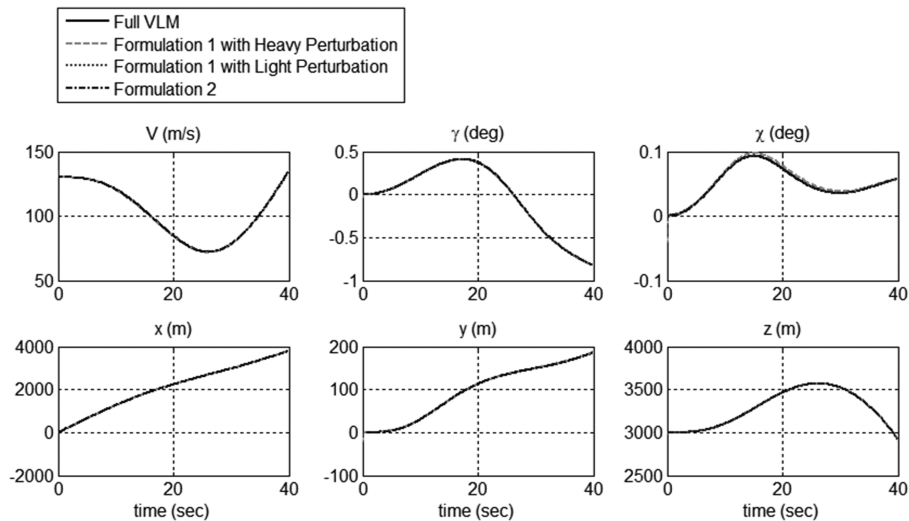 Full VLM
Formulation 1 with Heavy Perturbation
Formulation 1 with Light Perturbation
Formulation 2
V (m/s)
150
100
50
0 20 40
γ (deg)
0.5
0
-0.5
-1
0 20 40
χ (deg)
0.1
0
-0.1
0 20 40
x (m)
4000
2000
0
-2000
0 20 40
time (sec)
y (m)
200
100
0
-100
0 20 40
time (sec)
z (m)
4000
3500
3000
2500
0 20 40
time (sec)